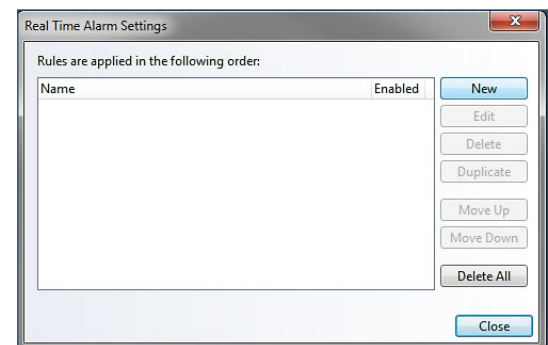 Real Time Alarm Settings
Rules are applied in the following order:
Name Enabled
New
Edit
Delete
Duplicate
Move Up
Move Down
Delete All
Close